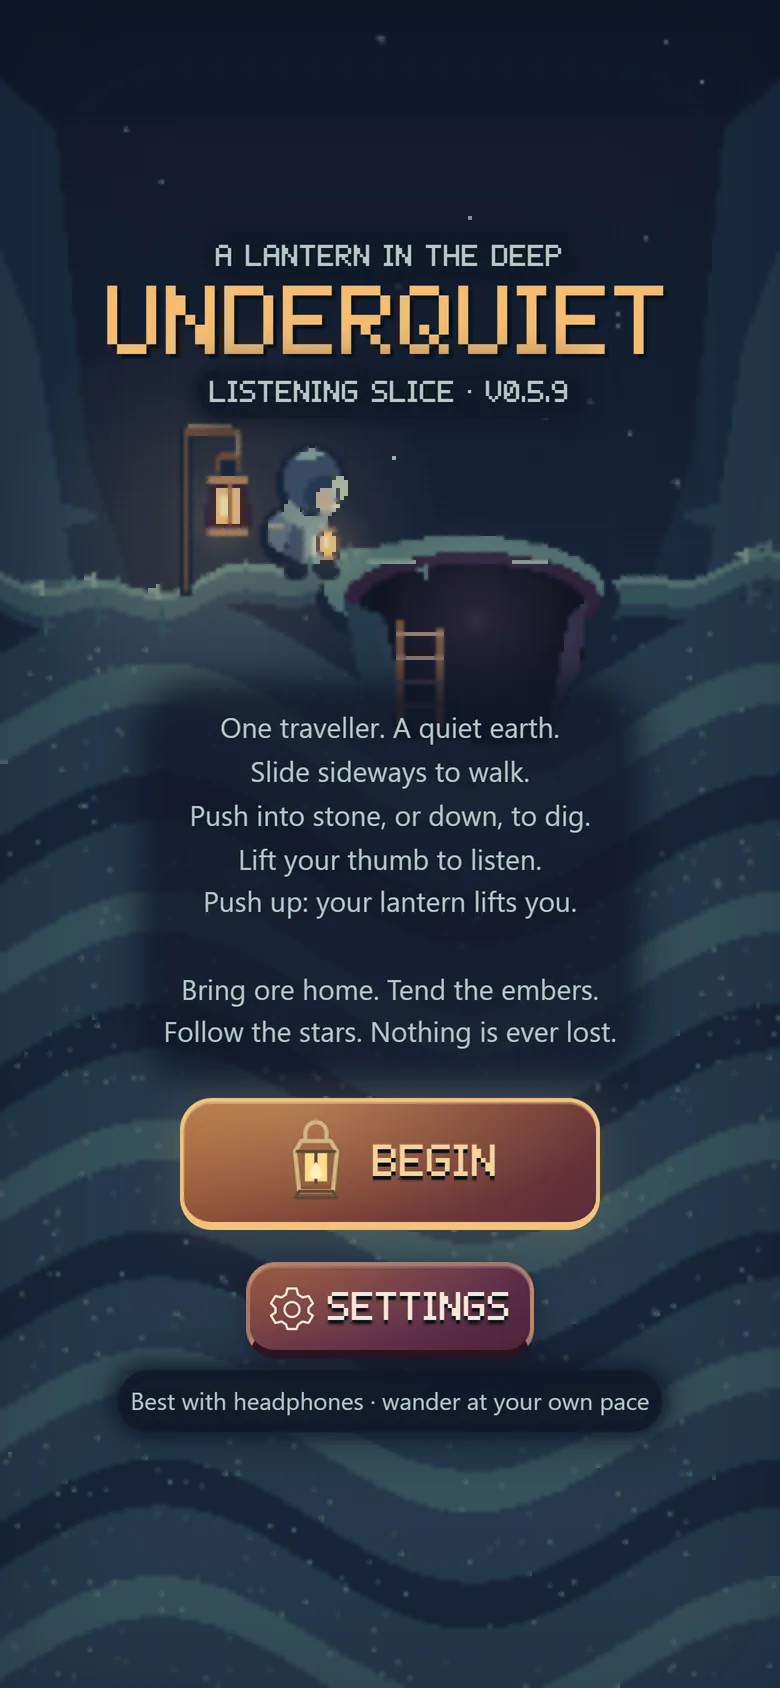 A LANTERN IN THE DEEP
UNDERQUIET
LISTENING SLICE · V0.5.9
One traveller. A quiet earth.
Slide sideways to walk.
Push into stone, or down, to dig.
Lift your thumb to listen.
Push up: your lantern lifts you.
Bring ore home. Tend the embers.
Follow the stars. Nothing is ever lost.
BEGIN
SETTINGS
Best with headphones · wander at your own pace